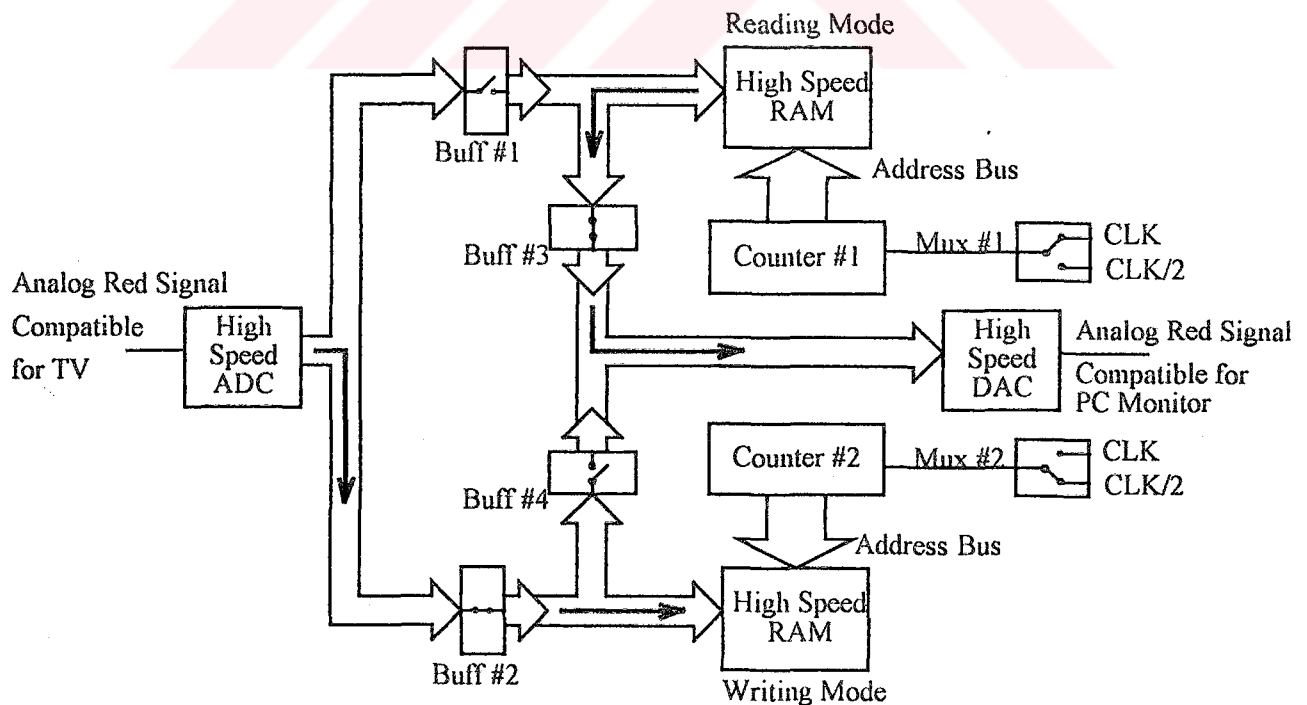 Reading Mode
High Speed
RAM
Buff #1
Address Bus
Buff #3
Counter #1
Mux #1
CLK
CLK/2
Analog Red Signal
Compatible
for TV
High
Speed
ADC
High
Speed
DAC
Analog Red Signal
Compatible for
PC Monitor
Buff #4
Counter #2
Mux #2
CLK
CLK/2
Address Bus
Buff #2
High Speed
RAM
Writing Mode